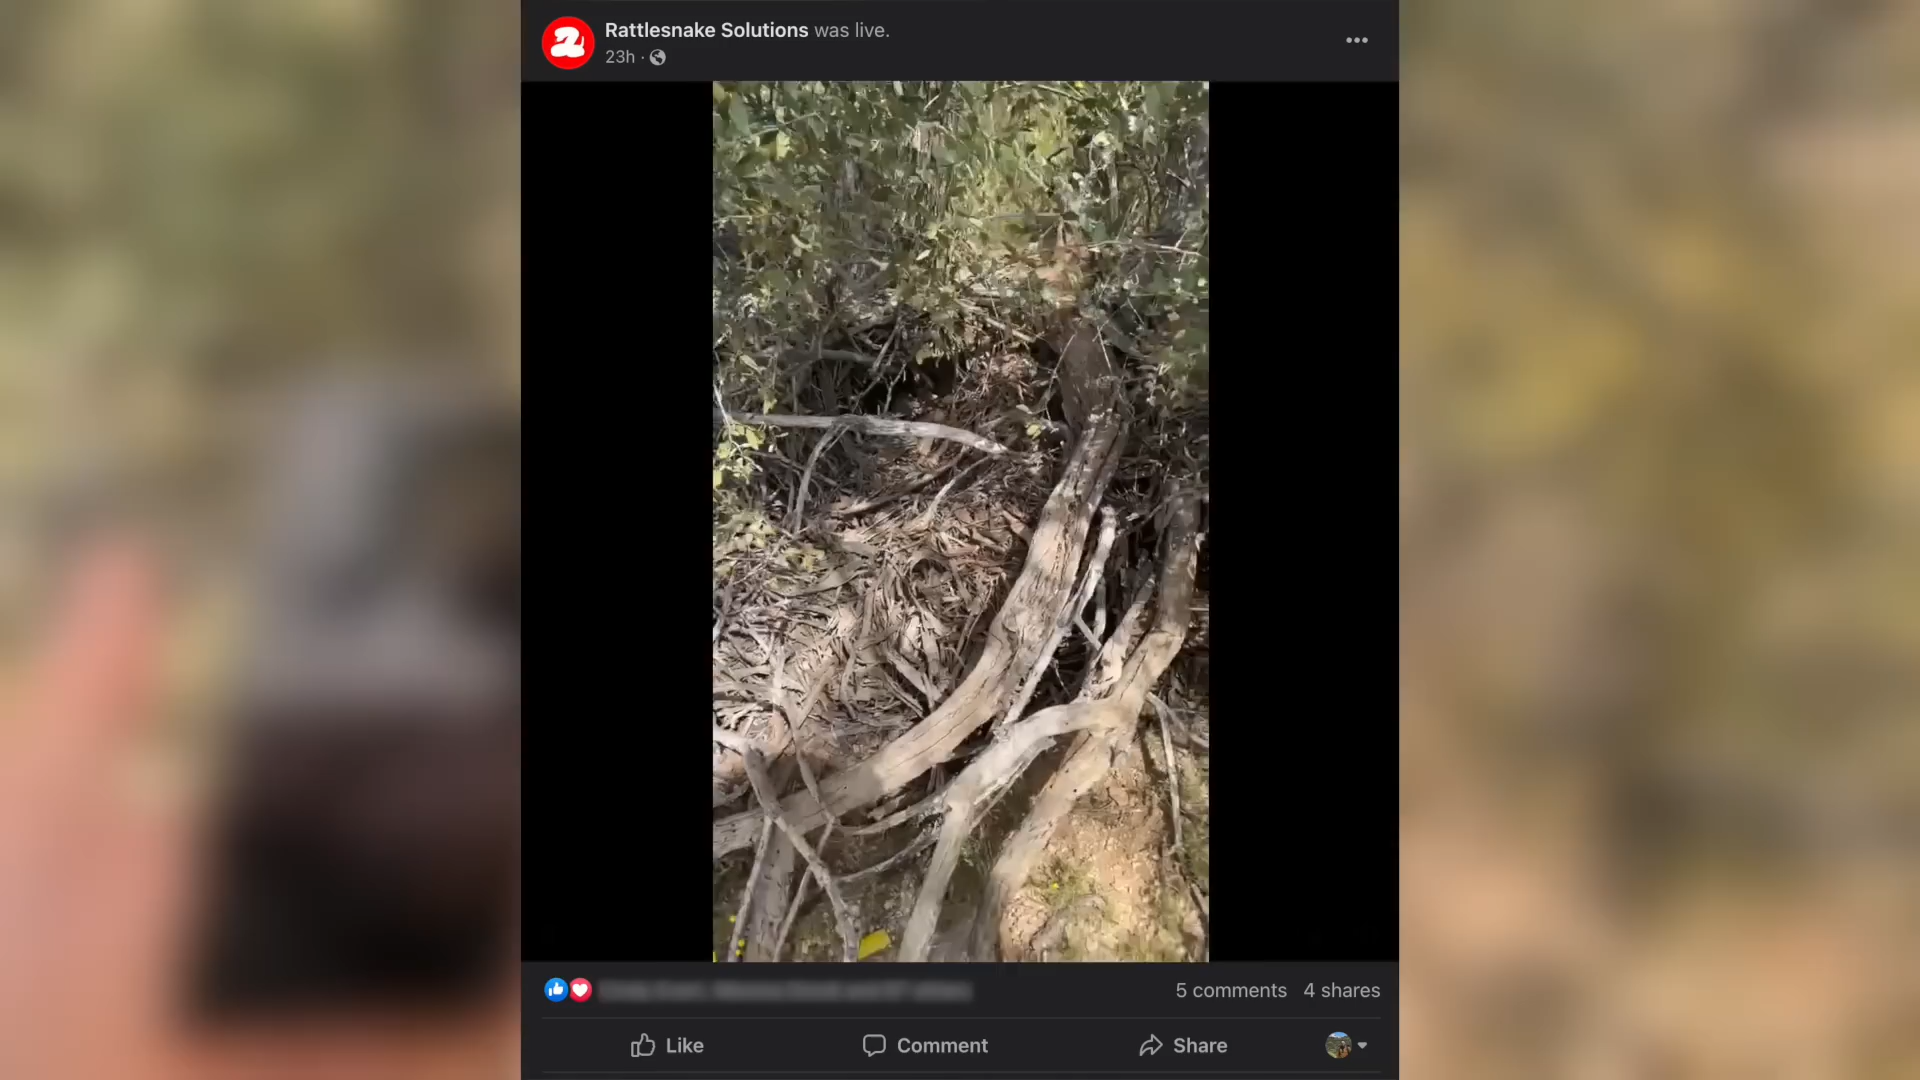 Rattlesnake Solutions was live.
23h ·
5 comments 4 shares
Like Comment Share